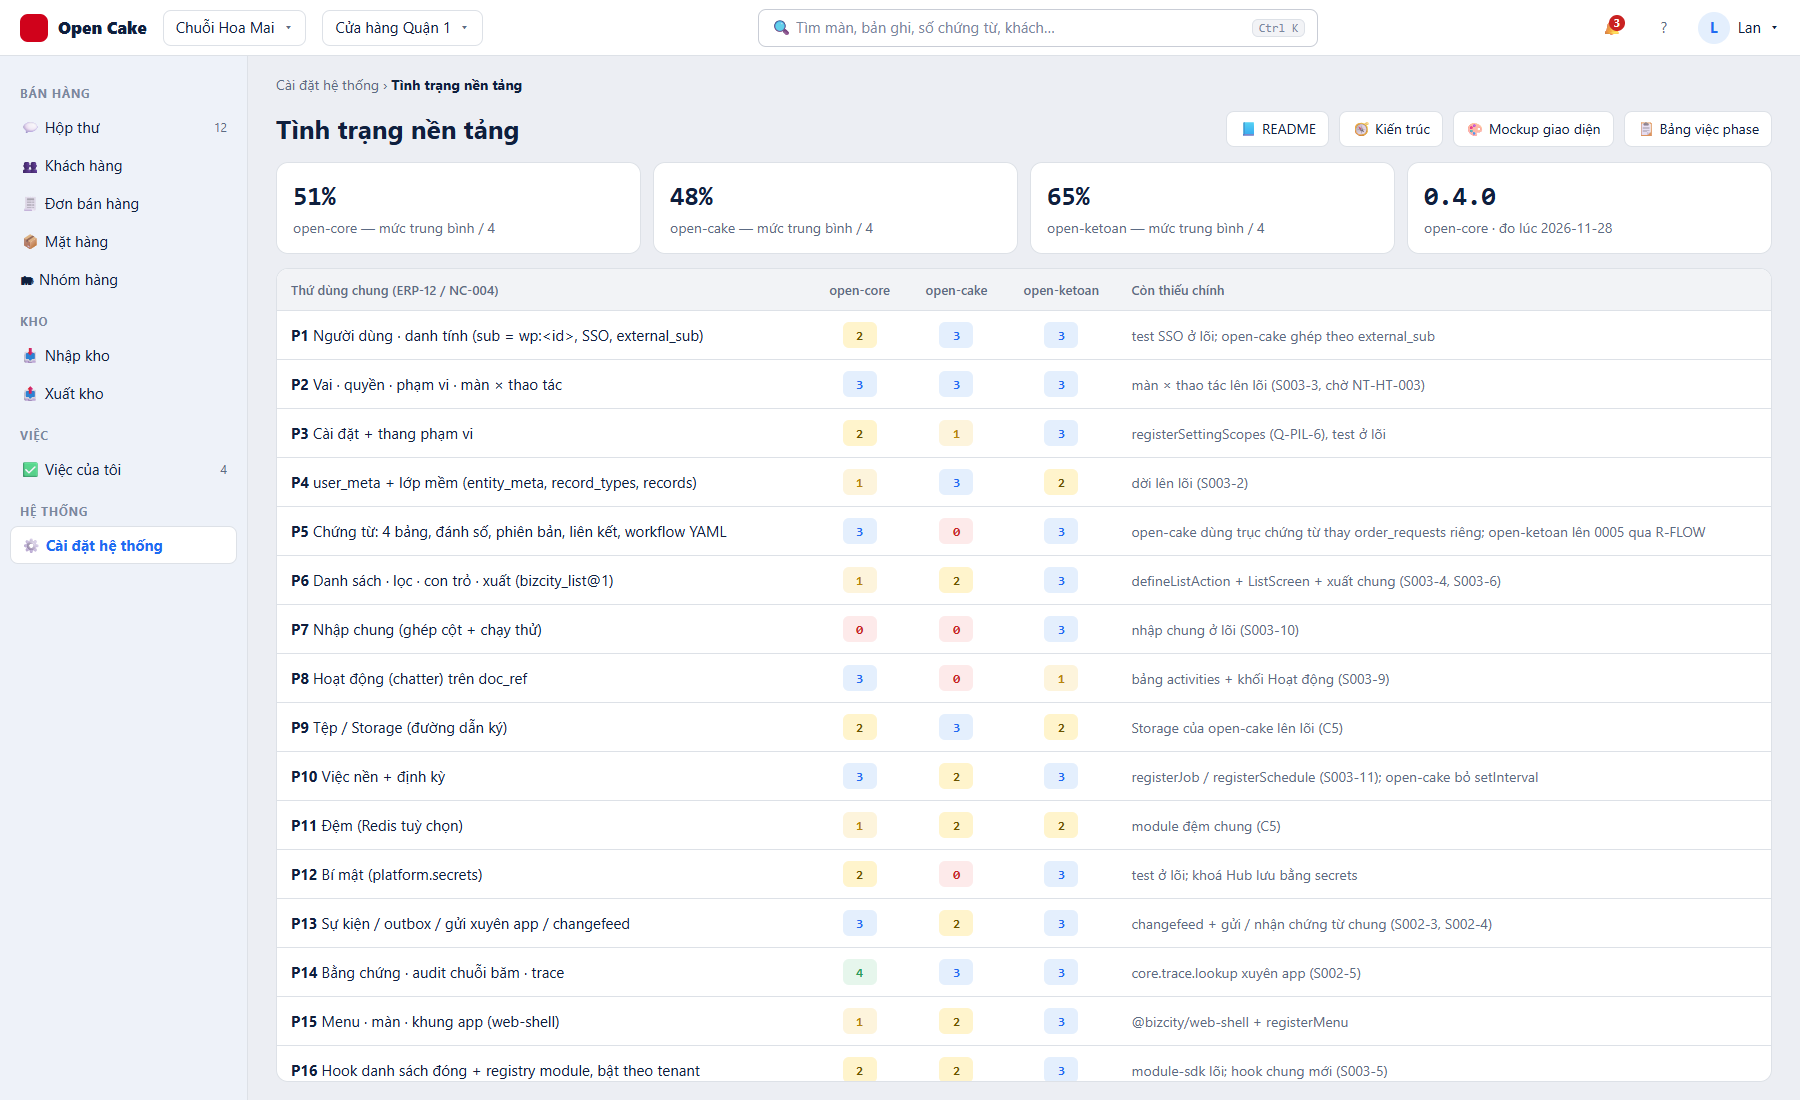 Open Cake
Chuỗi Hoa Mai
Cửa hàng Quận 1
Tìm màn, bản ghi, số chứng từ, khách...
Ctrl K
3
?
L
Lan
BÁN HÀNG
Hộp thư 12
Khách hàng
Đơn bán hàng
Mặt hàng
Nhóm hàng
KHO
Nhập kho
Xuất kho
VIỆC
Việc của tôi 4
HỆ THỐNG
Cài đặt hệ thống
Cài đặt hệ thống › Tình trạng nền tảng
Tình trạng nền tảng
README
Kiến trúc
Mockup giao diện
Bảng việc phase
51%
open-core — mức trung bình / 4
48%
open-cake — mức trung bình / 4
65%
open-ketoan — mức trung bình / 4
0.4.0
open-core · đo lúc 2026-11-28
Thứ dùng chung (ERP-12 / NC-004) open-core open-cake open-ketoan Còn thiếu chính
P1 Người dùng · danh tính (sub = wp:<id>, SSO, external_sub) 2 3 3 test SSO ở lõi; open-cake ghép theo external_sub
P2 Vai · quyền · phạm vi · màn × thao tác 3 3 3 màn × thao tác lên lõi (S003-3, chờ NT-HT-003)
P3 Cài đặt + thang phạm vi 2 1 3 registerSettingScopes (Q-PIL-6), test ở lõi
P4 user_meta + lớp mềm (entity_meta, record_types, records) 1 3 2 dời lên lõi (S003-2)
P5 Chứng từ: 4 bảng, đánh số, phiên bản, liên kết, workflow YAML 3 0 3 open-cake dùng trục chứng từ thay order_requests riêng; open-ketoan lên 0005 qua R-FLOW
P6 Danh sách · lọc · con trỏ · xuất (bizcity_list@1) 1 2 3 defineListAction + ListScreen + xuất chung (S003-4, S003-6)
P7 Nhập chung (ghép cột + chạy thử) 0 0 3 nhập chung ở lõi (S003-10)
P8 Hoạt động (chatter) trên doc_ref 3 0 1 bảng activities + khối Hoạt động (S003-9)
P9 Tệp / Storage (đường dẫn ký) 2 3 2 Storage của open-cake lên lõi (C5)
P10 Việc nền + định kỳ 3 2 3 registerJob / registerSchedule (S003-11); open-cake bỏ setInterval
P11 Đệm (Redis tuỳ chọn) 1 2 2 module đệm chung (C5)
P12 Bí mật (platform.secrets) 2 0 3 test ở lõi; khoá Hub lưu bằng secrets
P13 Sự kiện / outbox / gửi xuyên app / changefeed 3 2 3 changefeed + gửi / nhận chứng từ chung (S002-3, S002-4)
P14 Bằng chứng · audit chuỗi băm · trace 4 3 3 core.trace.lookup xuyên app (S002-5)
P15 Menu · màn · khung app (web-shell) 1 2 3 @bizcity/web-shell + registerMenu
P16 Hook danh sách đóng + registry module, bật theo tenant 2 2 3 module-sdk lõi; hook chung mới (S003-5)